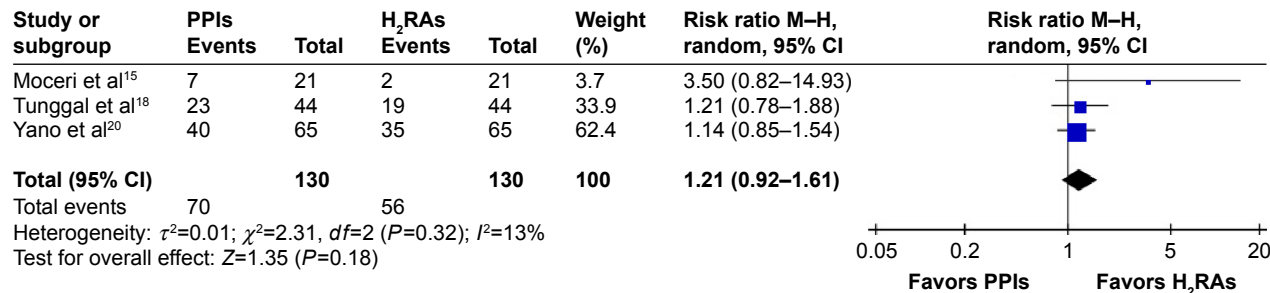 Study or PPIs H₂RAs Weight Risk ratio M–H, Risk ratio M–H,
subgroup Events Total Events Total (%) random, 95% CI random, 95% CI
Moceri et al¹⁵ 7 21 2 21 3.7 3.50 (0.82–14.93)
Tunggal et al¹⁸ 23 44 19 44 33.9 1.21 (0.78–1.88)
Yano et al²⁰ 40 65 35 65 62.4 1.14 (0.85–1.54)
Total (95% CI) 130 130 100 1.21 (0.92–1.61)
Total events 70 56
Heterogeneity: τ²=0.01; χ²=2.31, df=2 (P=0.32); I²=13%
Test for overall effect: Z=1.35 (P=0.18)
0.05 0.2 1 5 20
Favors PPIs Favors H₂RAs